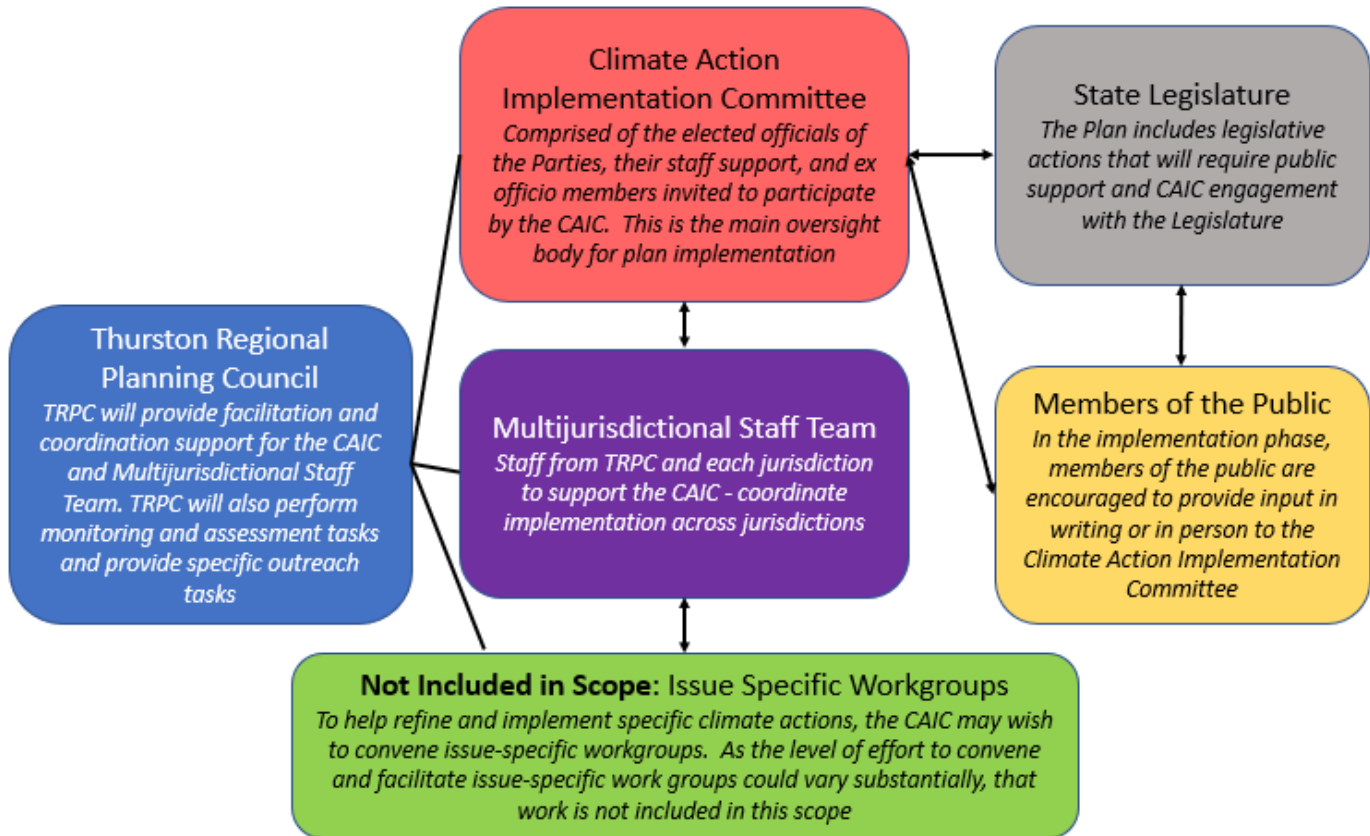 Climate Action
Implementation Committee
Comprised of the elected officials of
the Parties, their staff support, and ex
officio members invited to participate
by the CAIC.  This is the main oversight
body for plan implementation
State Legislature
The Plan includes legislative
actions that will require public
support and CAIC engagement
with the Legislature
Thurston Regional
Planning Council
TRPC will provide facilitation and
coordination support for the CAIC
and Multijurisdictional Staff
Team. TRPC will also perform
monitoring and assessment tasks
and provide specific outreach
tasks
Multijurisdictional Staff Team
Staff from TRPC and each jurisdiction
to support the CAIC - coordinate
implementation across jurisdictions
Members of the Public
In the implementation phase,
members of the public are
encouraged to provide input in
writing or in person to the
Climate Action Implementation
Committee
Not Included in Scope: Issue Specific Workgroups
To help refine and implement specific climate actions, the CAIC may wish
to convene issue-specific workgroups.  As the level of effort to convene
and facilitate issue-specific work groups could vary substantially, that
work is not included in this scope